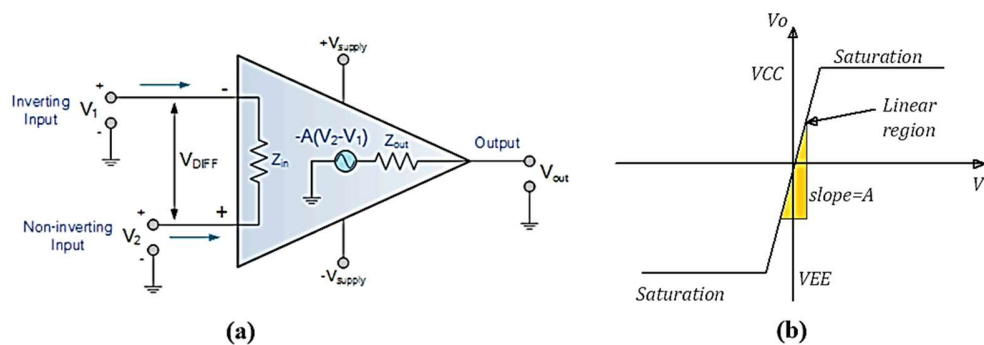 +Vsupply
Inverting
Input
+
V1
-
-
VDIFF
Zin
-A(V2-V1)
Zout
Output
Vout
Non-inverting
Input
+
V2
-
+
-Vsupply
+
-
(a)
Vo
VCC
Saturation
Linear
region
V
slope=A
VEE
Saturation
(b)